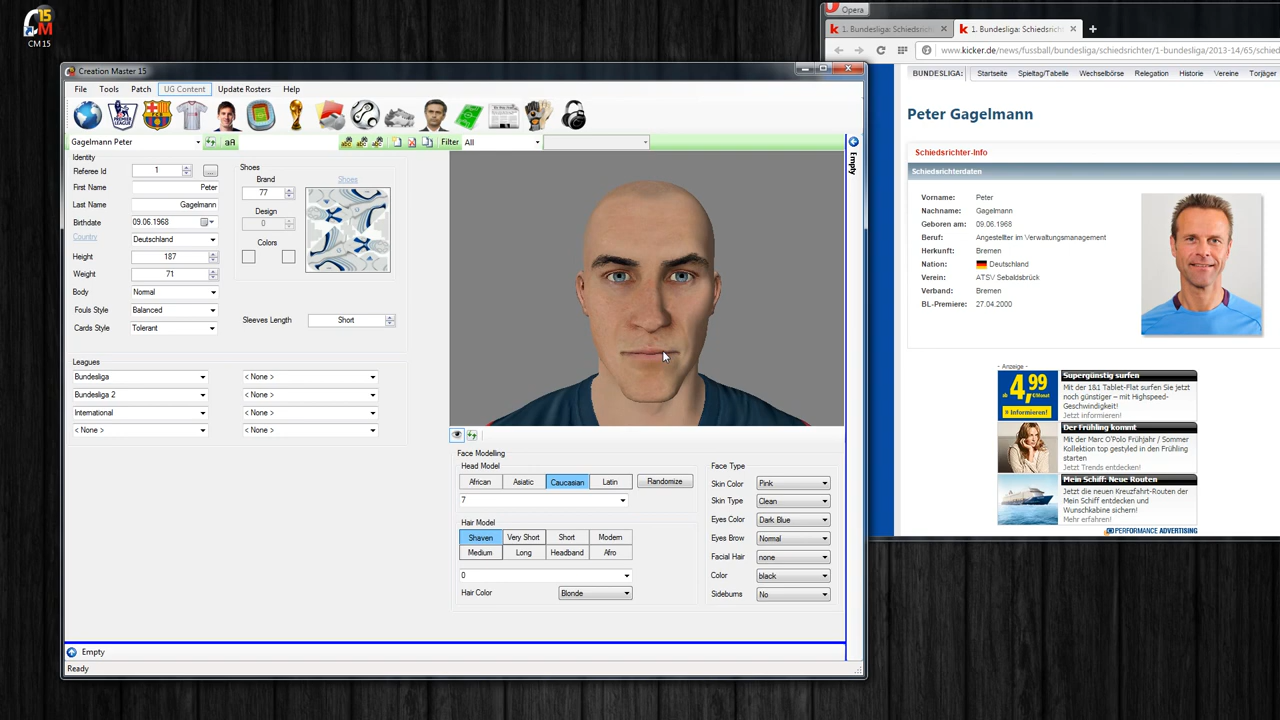 CM 15
Creation Master 15
File Tools Patch UG Content Update Rosters Help
Gagelmann Peter
aA
Filter All
Empty
Identity
Referee Id 1 ...
First Name Peter
Last Name Gagelmann
Birthdate 09.06.1968
Country Deutschland
Height 187
Weight 71
Body Normal
Fouls Style Balanced
Cards Style Tolerant
Shoes
Brand Shoes
77
Design
0
Colors
Sleeves Length Short
Leagues
Bundesliga < None >
Bundesliga 2 < None >
International < None >
< None > < None >
Face Modelling
Head Model
African Asiatic Caucasian Latin Randomize
7
Hair Model
Shaven Very Short Short Modern
Medium Long Headband Afro
0
Hair Color Blonde
Face Type
Skin Color Pink
Skin Type Clean
Eyes Color Dark Blue
Eyes Brow Normal
Facial Hair none
Color black
Sideburns No
Empty
Ready
Opera
1. Bundesliga: Schiedsric
1. Bundesliga: Schiedsric
www.kicker.de/news/fussball/bundesliga/schiedsrichter/1-bundesliga/2013-14/65/schied
BUNDESLIGA: Startseite Spieltag/Tabelle Wechselbörse Relegation Historie Vereine Torjäger
Peter Gagelmann
Schiedsrichter-Info
Schiedsrichterdaten
Vorname: Peter
Nachname: Gagelmann
Geboren am: 09.06.1968
Beruf: Angestellter im Verwaltungsmanagement
Herkunft: Bremen
Nation: Deutschland
Verein: ATSV Sebaldsbrück
Verband: Bremen
BL-Premiere: 27.04.2000
- Anzeige -
4,99
€/Monat
» Informieren!
Supergünstig surfen
Mit der 1&1 Tablet-Flat surfen Sie jetzt
noch günstiger – mit Highspeed-
Geschwindigkeit!
Jetzt informieren!
Der Frühling kommt
Mit der Marc O'Polo Frühjahr / Sommer
Kollektion top gestyled in den Frühling
starten
Jetzt Trends entdecken!
Mein Schiff: Neue Routen
Jetzt die neuen Kreuzfahrt-Routen der
Mein Schiff entdecken und
Wunschkabine sichern!
Mehr erfahren!
PERFORMANCE ADVERTISING